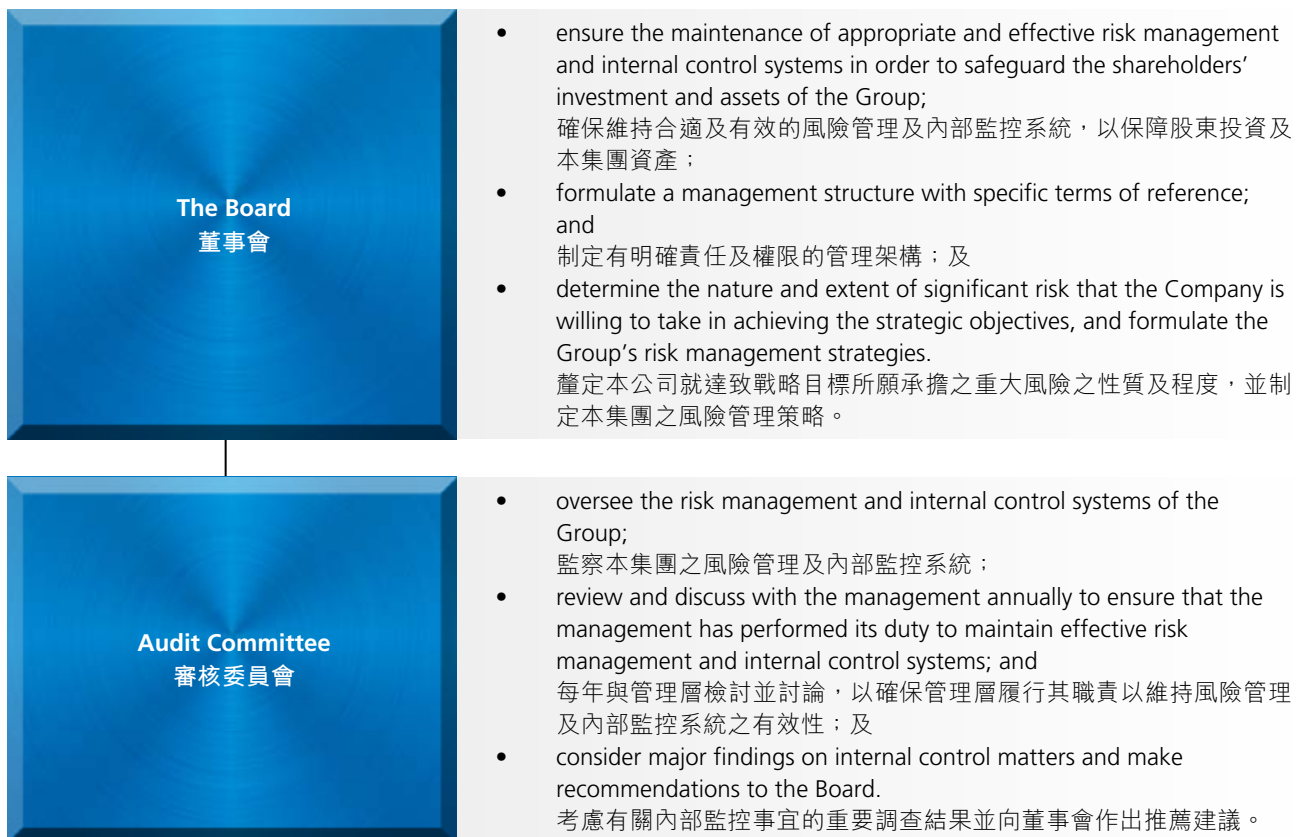 The Board
董事會
• ensure the maintenance of appropriate and effective risk management
and internal control systems in order to safeguard the shareholders’
investment and assets of the Group;
確保維持合適及有效的風險管理及內部監控系統，以保障股東投資及
本集團資產；
• formulate a management structure with specific terms of reference;
and
制定有明確責任及權限的管理架構；及
• determine the nature and extent of significant risk that the Company is
willing to take in achieving the strategic objectives, and formulate the
Group’s risk management strategies.
釐定本公司就達致戰略目標所願承擔之重大風險之性質及程度，並制
定本集團之風險管理策略。
Audit Committee
審核委員會
• oversee the risk management and internal control systems of the
Group;
監察本集團之風險管理及內部監控系統；
• review and discuss with the management annually to ensure that the
management has performed its duty to maintain effective risk
management and internal control systems; and
每年與管理層檢討並討論，以確保管理層履行其職責以維持風險管理
及內部監控系統之有效性；及
• consider major findings on internal control matters and make
recommendations to the Board.
考慮有關內部監控事宜的重要調查結果並向董事會作出推薦建議。